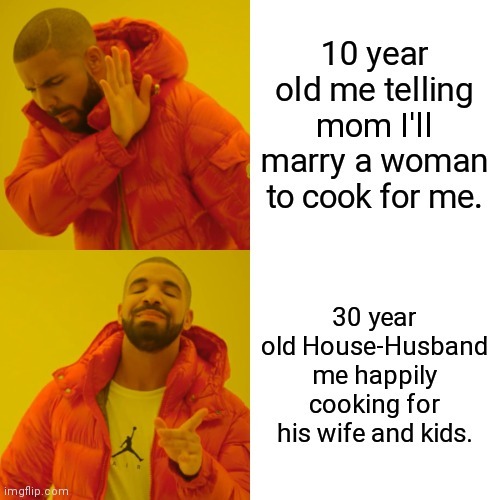 10 year
old me telling
mom I'll
marry a woman
to cook for me.
30 year
old House-Husband
me happily
cooking for
his wife and kids.
imgflip.com